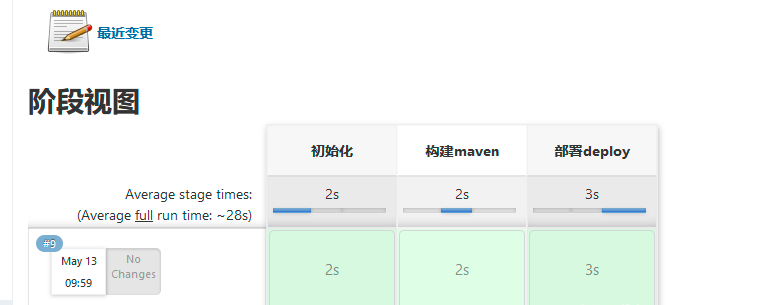 最近变更
阶段视图
初始化 构建maven 部署deploy
Average stage times: 2s 2s 3s
(Average full run time: ~28s)
#9
May 13 No
09:59 Changes
2s 2s 3s